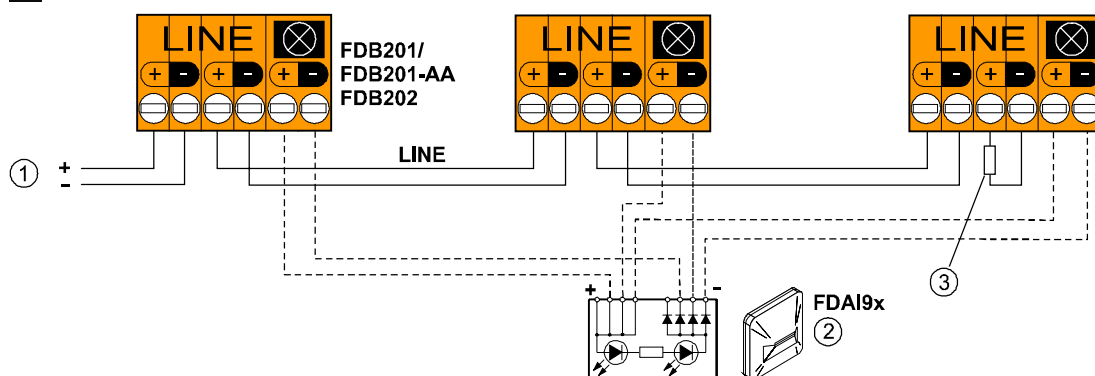 LINE
FDB201/
FDB201-AA
FDB202
+ - + - + -
LINE
+ - + - + -
LINE
+ - + - + -
1
+
-
LINE
3
+ -
FDAI9x
2